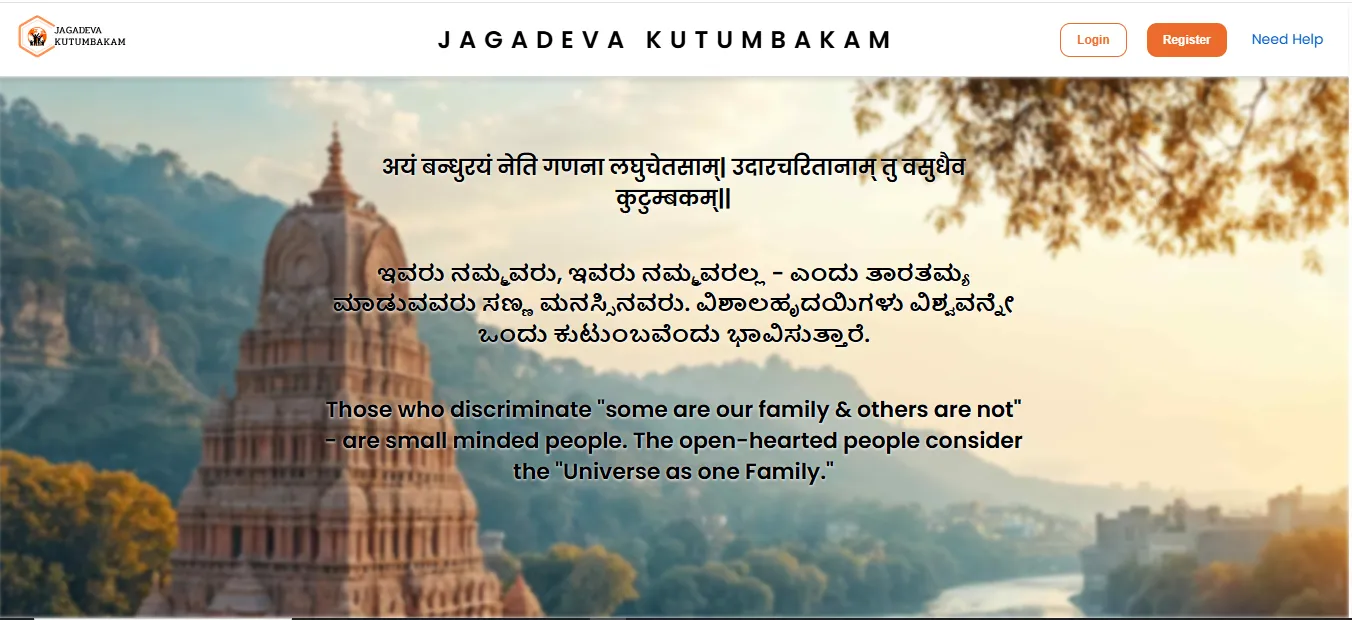 JAGADEVA
KUTUMBAKAM
JAGADEVA KUTUMBAKAM
Login
Register
Need Help
अयं बन्धुरयं नेति गणना लघुचेतसाम्| उदारचरितानाम् तु वसुधैव
कुटुम्बकम्||
ಇವರು ನಮ್ಮವರು, ಇವರು ನಮ್ಮವರಲ್ಲ - ಎಂದು ತಾರತಮ್ಯ
ಮಾಡುವವರು ಸಣ್ಣ ಮನಸ್ಸಿನವರು. ವಿಶಾಲಹೃದಯಿಗಳು ವಿಶ್ವವನ್ನೇ
ಒಂದು ಕುಟುಂಬವೆಂದು ಭಾವಿಸುತ್ತಾರೆ.
Those who discriminate "some are our family & others are not"
- are small minded people. The open-hearted people consider
the "Universe as one Family."